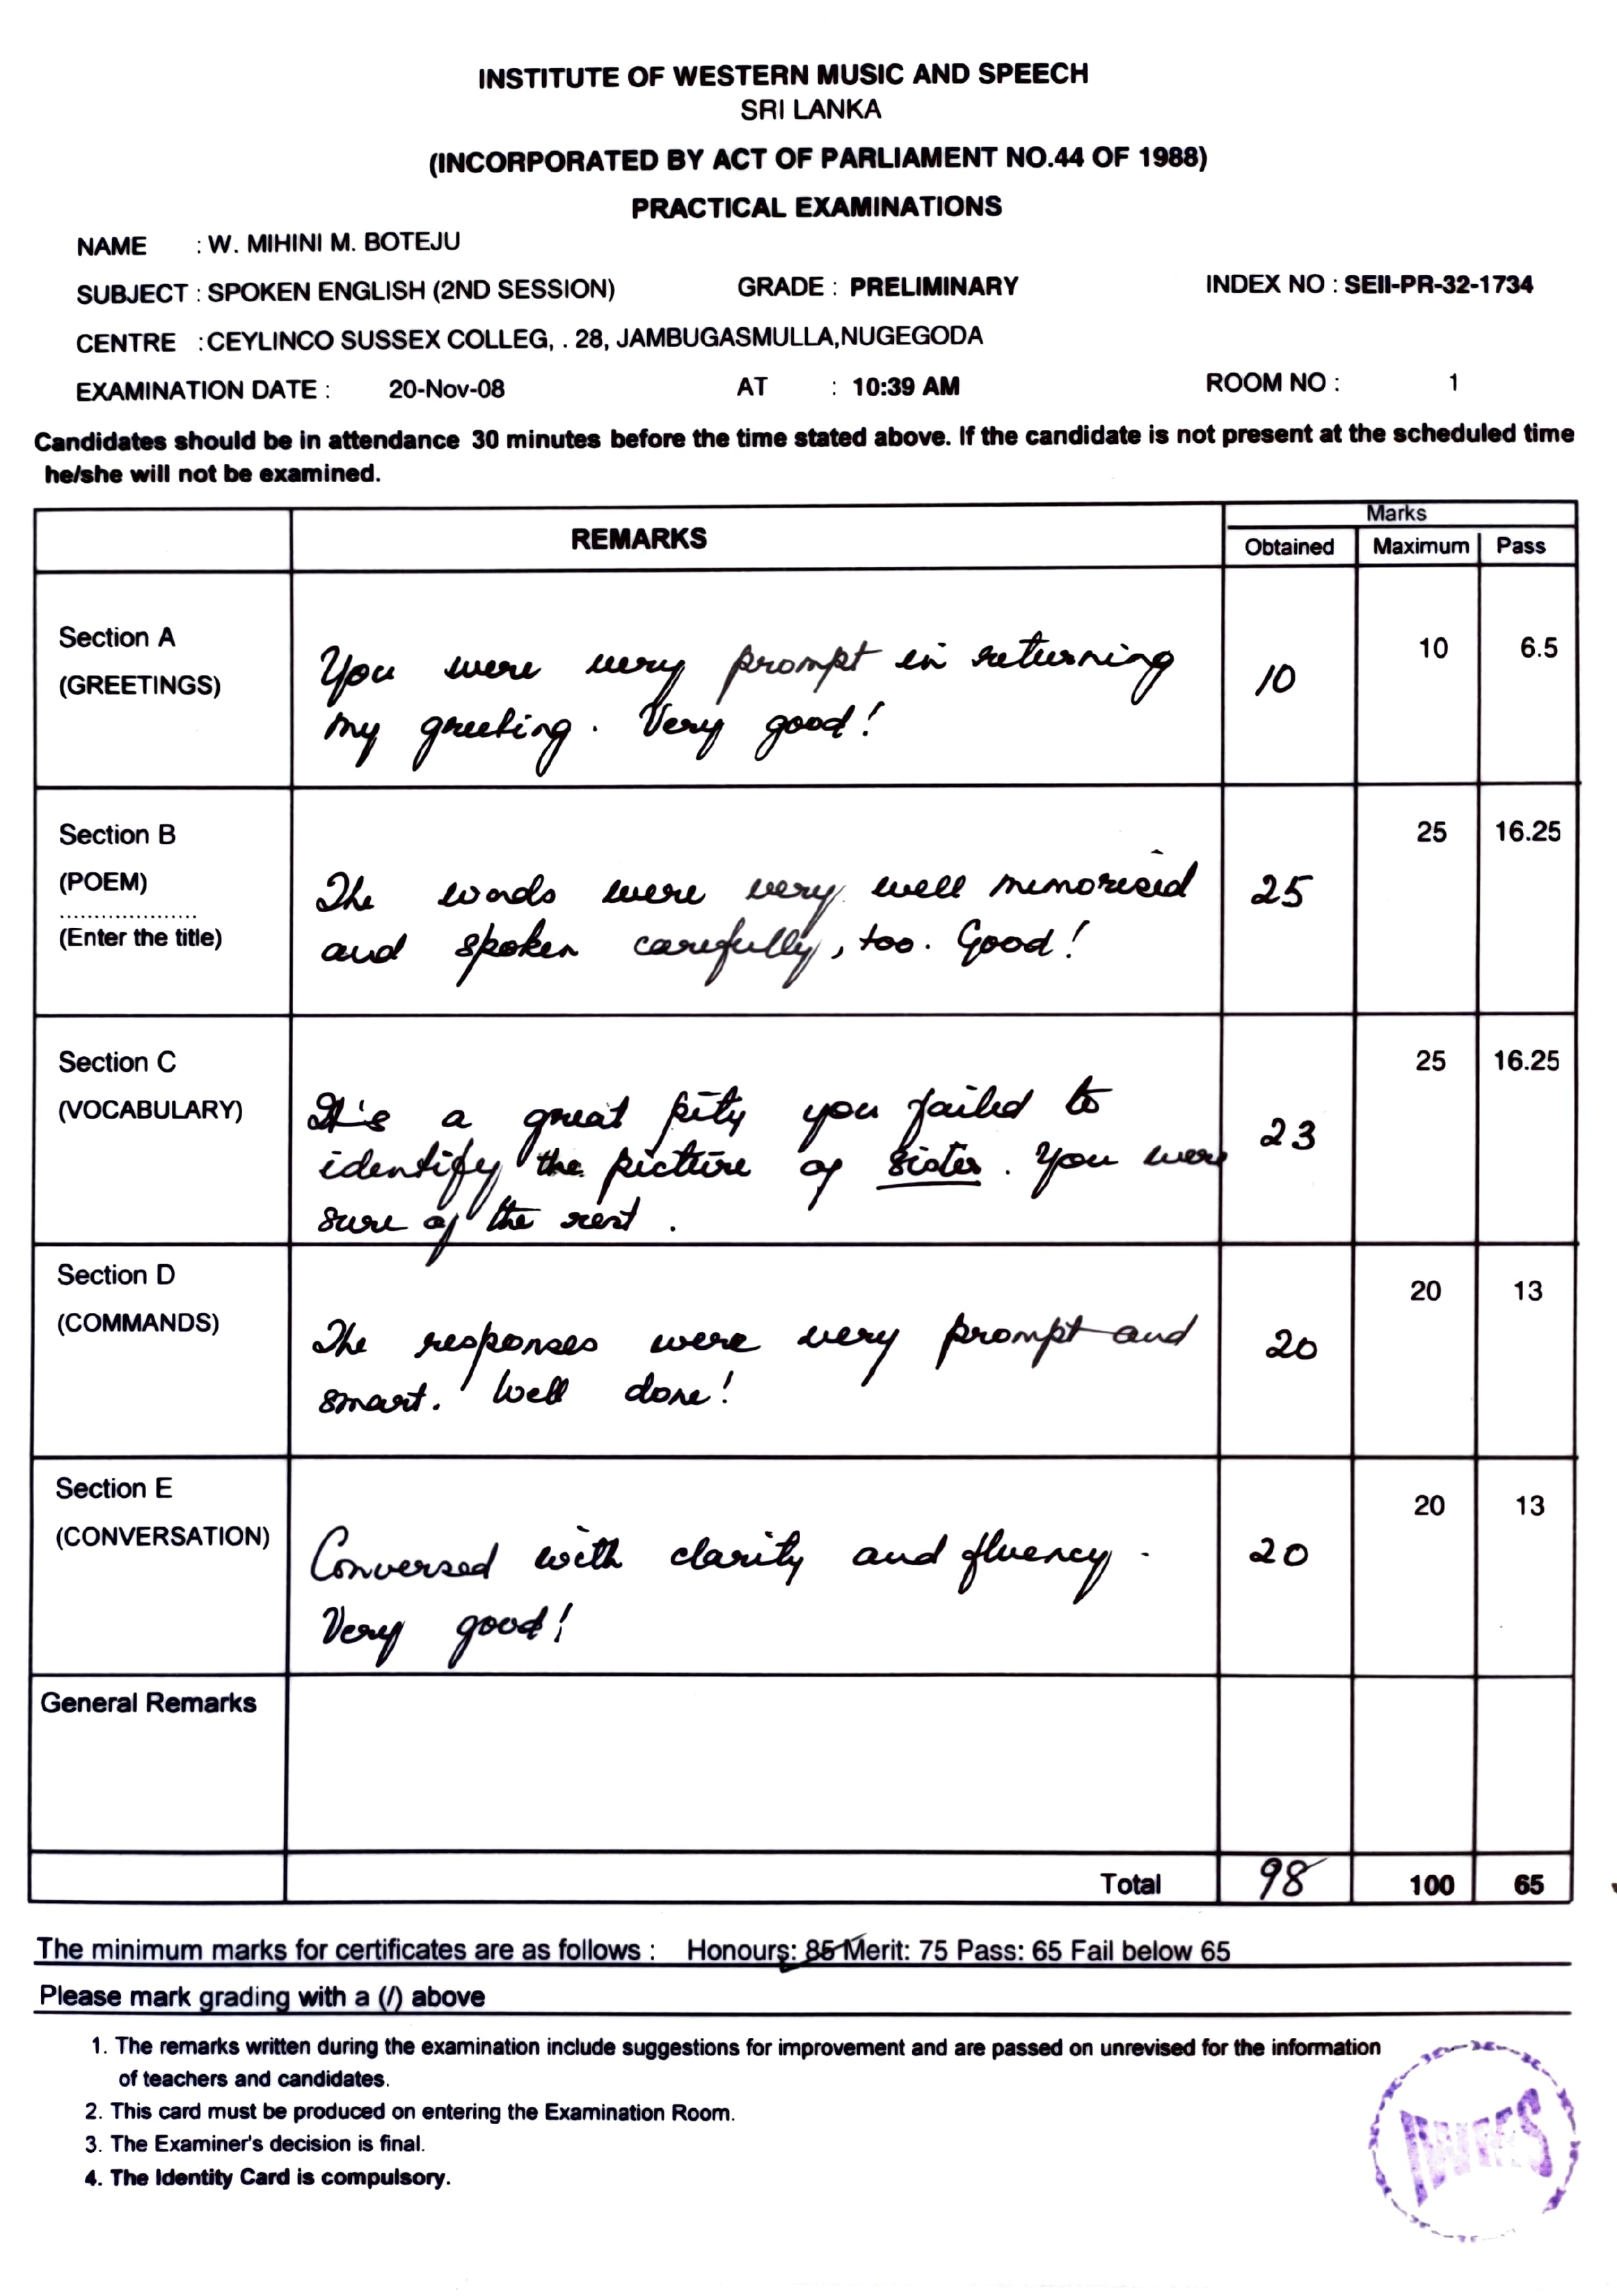 INSTITUTE OF WESTERN MUSIC AND SPEECH
SRI LANKA
(INCORPORATED BY ACT OF PARLIAMENT NO.44 OF 1988)
PRACTICAL EXAMINATIONS
NAME : W. MIHINI M. BOTEJU
SUBJECT : SPOKEN ENGLISH (2ND SESSION) GRADE : PRELIMINARY INDEX NO : SEII-PR-32-1734
CENTRE : CEYLINCO SUSSEX COLLEG, . 28, JAMBUGASMULLA,NUGEGODA
EXAMINATION DATE : 20-Nov-08 AT : 10:39 AM ROOM NO : 1
Candidates should be in attendance 30 minutes before the time stated above. If the candidate is not present at the scheduled time
he/she will not be examined.
REMARKS Marks
Obtained Maximum Pass
Section A
(GREETINGS)
You were very prompt in returning
my greeting. Very good!
10 10 6.5
Section B
(POEM)
....................
(Enter the title)
The words were very well memorised
and spoken carefully, too. Good!
25 25 16.25
Section C
(VOCABULARY)
It's a great pity you failed to
identify the picture of sister. You were
sure of the rest.
23 25 16.25
Section D
(COMMANDS)
The responses were very prompt and
smart. Well done!
20 20 13
Section E
(CONVERSATION)
Conversed with clarity and fluency.
Very good!
20 20 13
General Remarks
Total 98 100 65
The minimum marks for certificates are as follows : Honours: 85 Merit: 75 Pass: 65 Fail below 65
Please mark grading with a (/) above
1. The remarks written during the examination include suggestions for improvement and are passed on unrevised for the information
of teachers and candidates.
2. This card must be produced on entering the Examination Room.
3. The Examiner's decision is final.
4. The Identity Card is compulsory.
IWMS